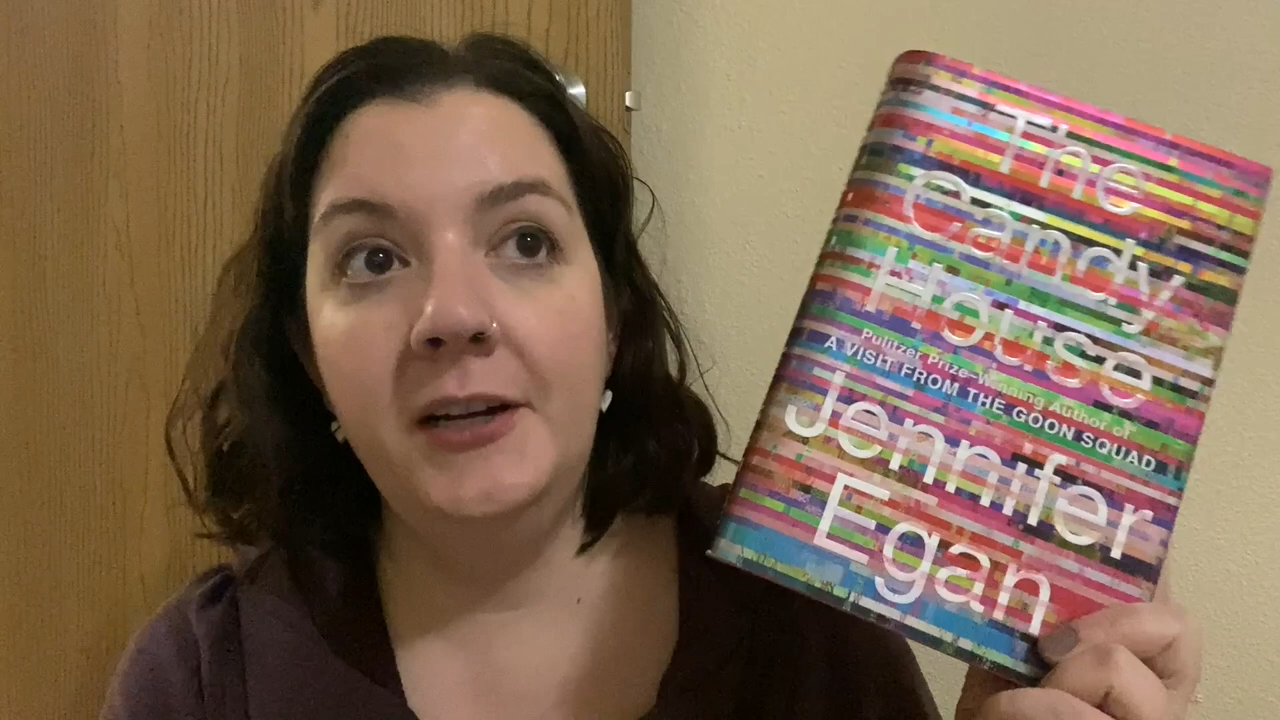 The
Candy
House
Pulitzer Prize–Winning Author of
A VISIT FROM THE GOON SQUAD
Jennifer
Egan